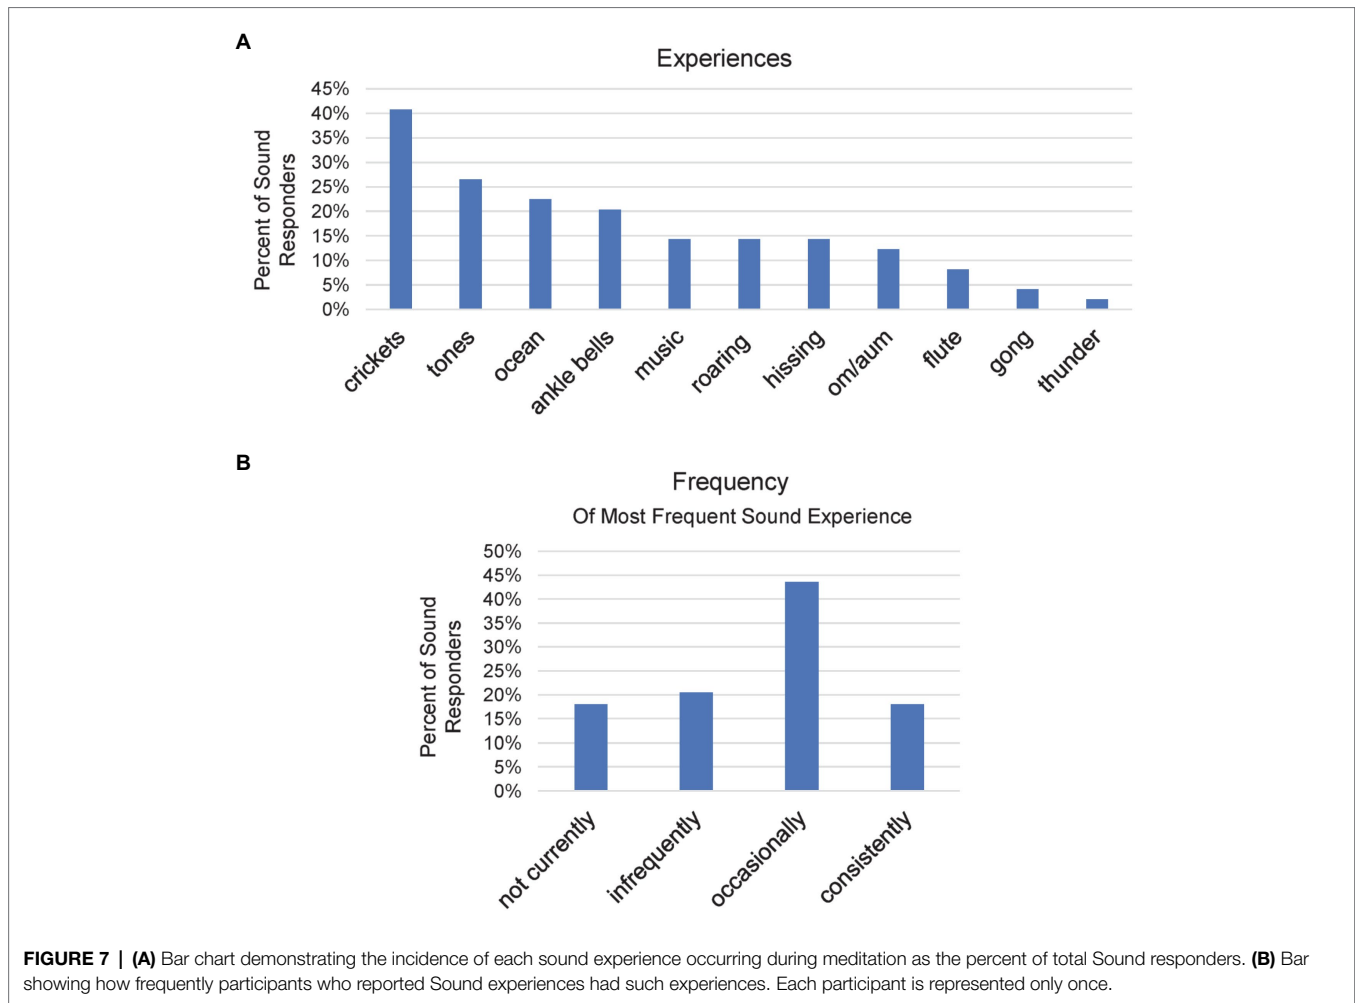 A
Experiences
Percent of Sound
Responders
45%
40%
35%
30%
25%
20%
15%
10%
5%
0%
crickets
tones
ocean
ankle bells
music
roaring
hissing
om/aum
flute
gong
thunder
B
Frequency
Of Most Frequent Sound Experience
Percent of Sound
Responders
50%
45%
40%
35%
30%
25%
20%
15%
10%
5%
0%
not currently
infrequently
occasionally
consistently
FIGURE 7 | (A) Bar chart demonstrating the incidence of each sound experience occurring during meditation as the percent of total Sound responders. (B) Bar
showing how frequently participants who reported Sound experiences had such experiences. Each participant is represented only once.